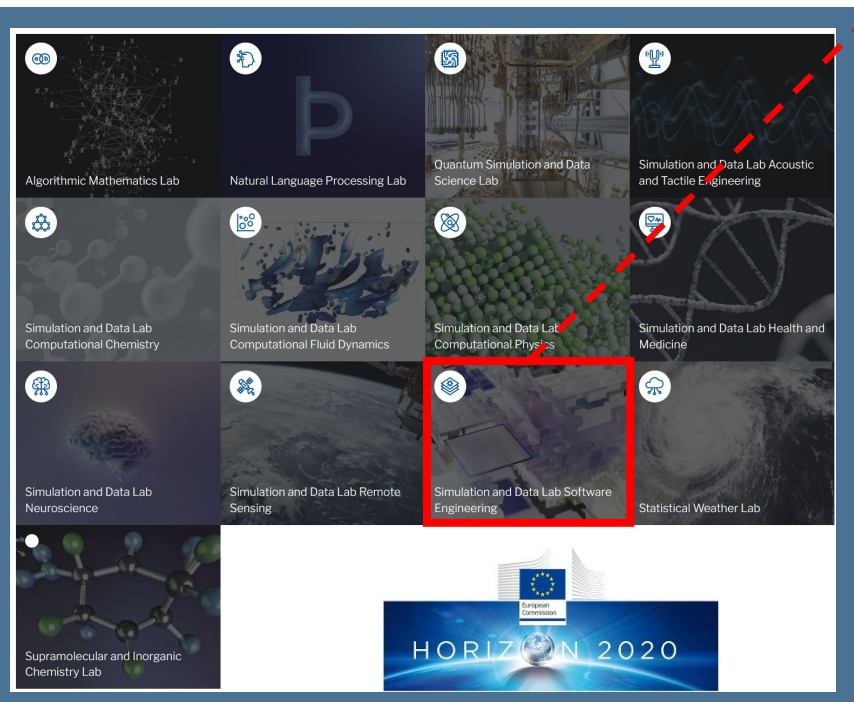 Algorithmic Mathematics Lab
Natural Language Processing Lab
Quantum Simulation and Data
Science Lab
Simulation and Data Lab Acoustic
and Tactile Engineering
Simulation and Data Lab
Computational Chemistry
Simulation and Data Lab
Computational Fluid Dynamics
Simulation and Data Lab
Computational Physics
Simulation and Data Lab Health and
Medicine
Simulation and Data Lab
Neuroscience
Simulation and Data Lab Remote
Sensing
Simulation and Data Lab Software
Engineering
Statistical Weather Lab
Supramolecular and Inorganic
Chemistry Lab
European
Commission
HORIZON 2020